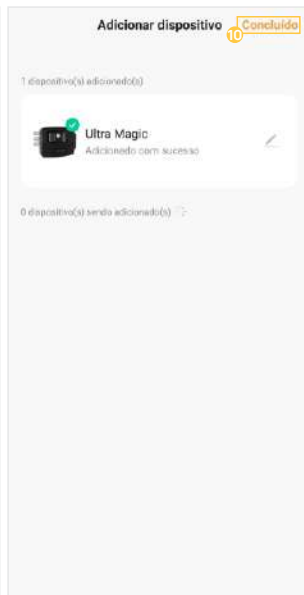 Adicionar dispositivo
Concluído
10
1 dispositivo(s) adicionado(s)
Ultra Magic
Adicionado com sucesso
0 dispositivo(s) sendo adicionado(s)